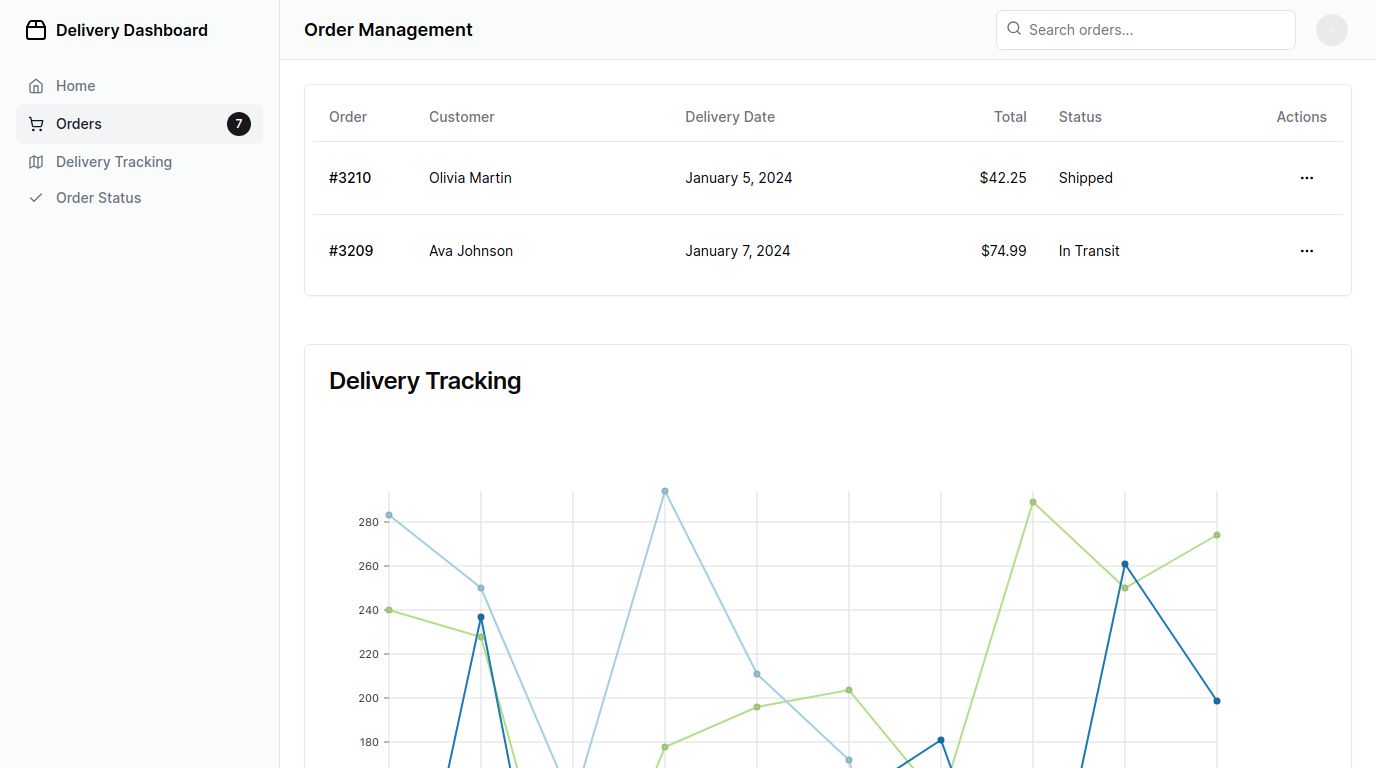 Delivery Dashboard
Home
Orders 7
Delivery Tracking
Order Status
Order Management
Search orders...
Order Customer Delivery Date Total Status Actions
#3210 Olivia Martin January 5, 2024 $42.25 Shipped
#3209 Ava Johnson January 7, 2024 $74.99 In Transit
Delivery Tracking
280
260
240
220
200
180